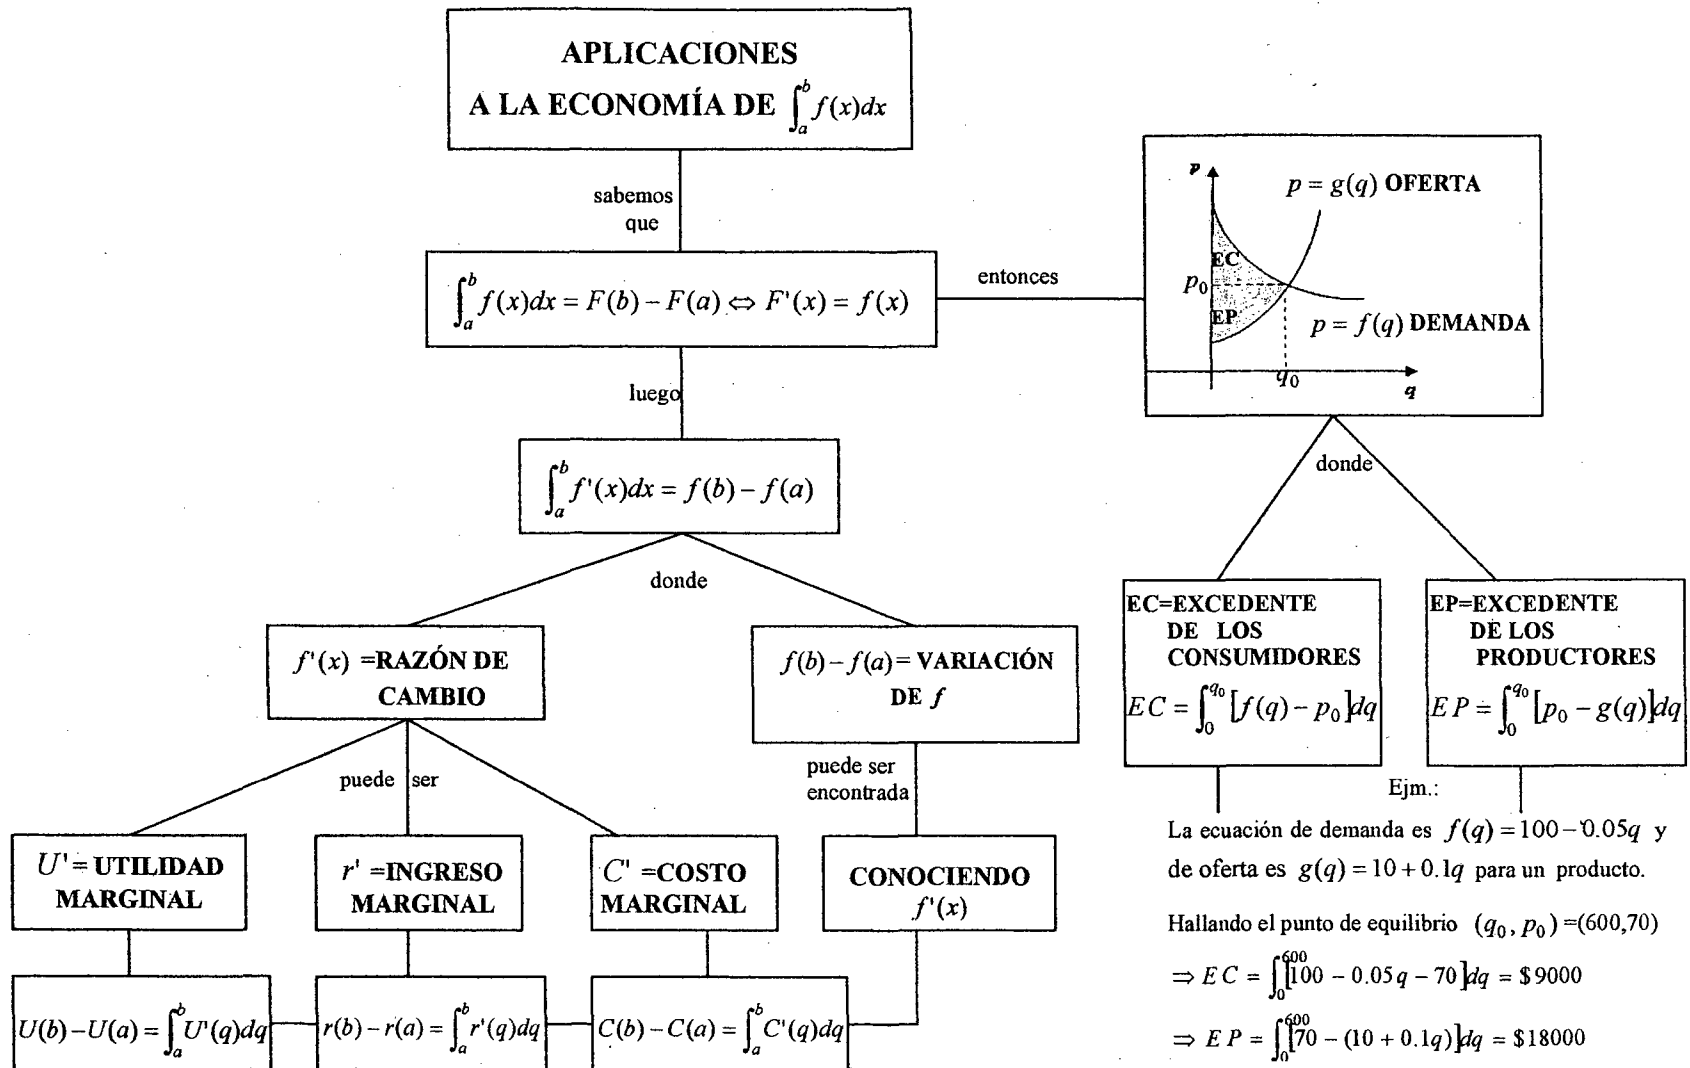 APLICACIONES
A LA ECONOMÍA DE ∫_a^b f(x)dx
sabemos
que
∫_a^b f(x)dx = F(b) − F(a) ⇔ F'(x) = f(x)
entonces
p
p = g(q) OFERTA
EC
p₀
EP
p = f(q) DEMANDA
q₀
q
luego
∫_a^b f'(x)dx = f(b) − f(a)
donde
f'(x) =RAZÓN DE
CAMBIO
f(b) − f(a) = VARIACIÓN
DE f
puede ser
puede ser
encontrada
U' = UTILIDAD
MARGINAL
r' =INGRESO
MARGINAL
C' =COSTO
MARGINAL
CONOCIENDO
f'(x)
U(b) − U(a) = ∫_a^b U'(q)dq
r(b) − r(a) = ∫_a^b r'(q)dq
C(b) − C(a) = ∫_a^b C'(q)dq
donde
EC=EXCEDENTE
DE LOS
CONSUMIDORES
EC = ∫_0^{q₀} [f(q) − p₀]dq
EP=EXCEDENTE
DE LOS
PRODUCTORES
EP = ∫_0^{q₀} [p₀ − g(q)]dq
Ejm.:
La ecuación de demanda es f(q) = 100 − 0.05q y
de oferta es g(q) = 10 + 0.1q para un producto.
Hallando el punto de equilibrio (q₀, p₀) =(600,70)
⇒ EC = ∫_0^{600} [100 − 0.05q − 70]dq = $9000
⇒ EP = ∫_0^{600} [70 − (10 + 0.1q)]dq = $18000